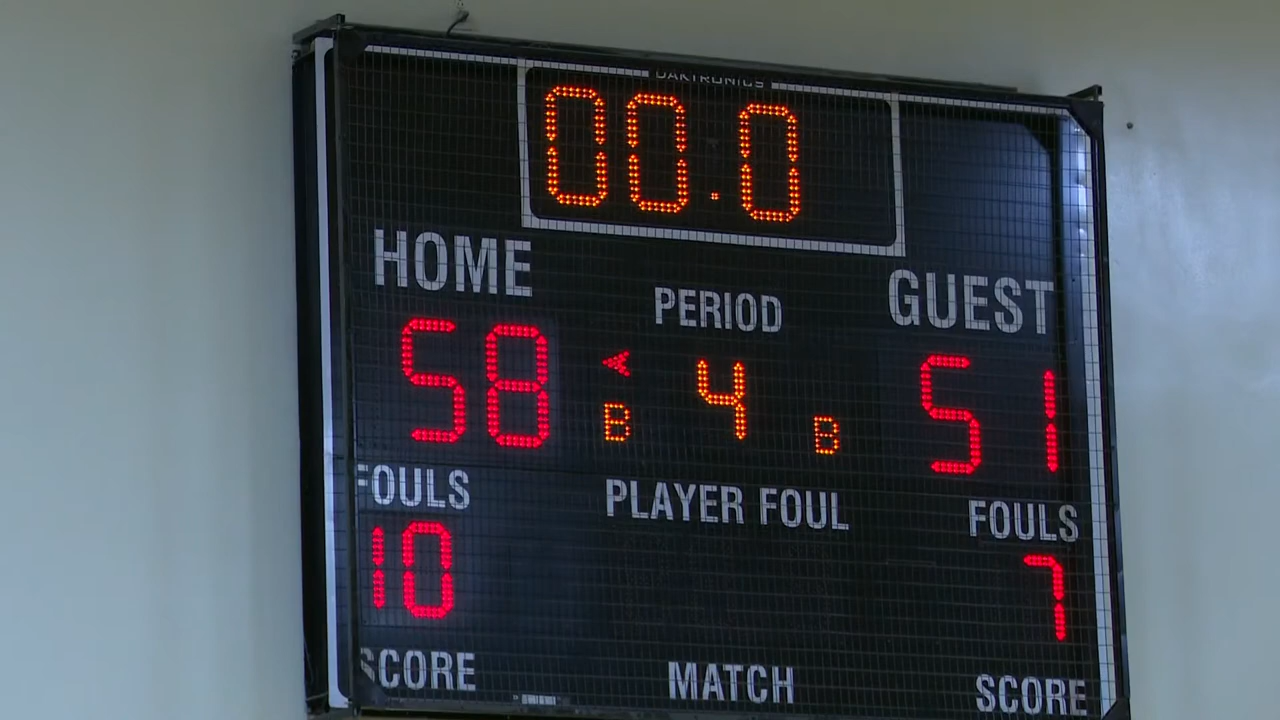 DAKTRONICS
00.0
HOME
PERIOD
GUEST
58
B 4 B
51
FOULS
PLAYER FOUL
FOULS
10
7
SCORE
MATCH
SCORE